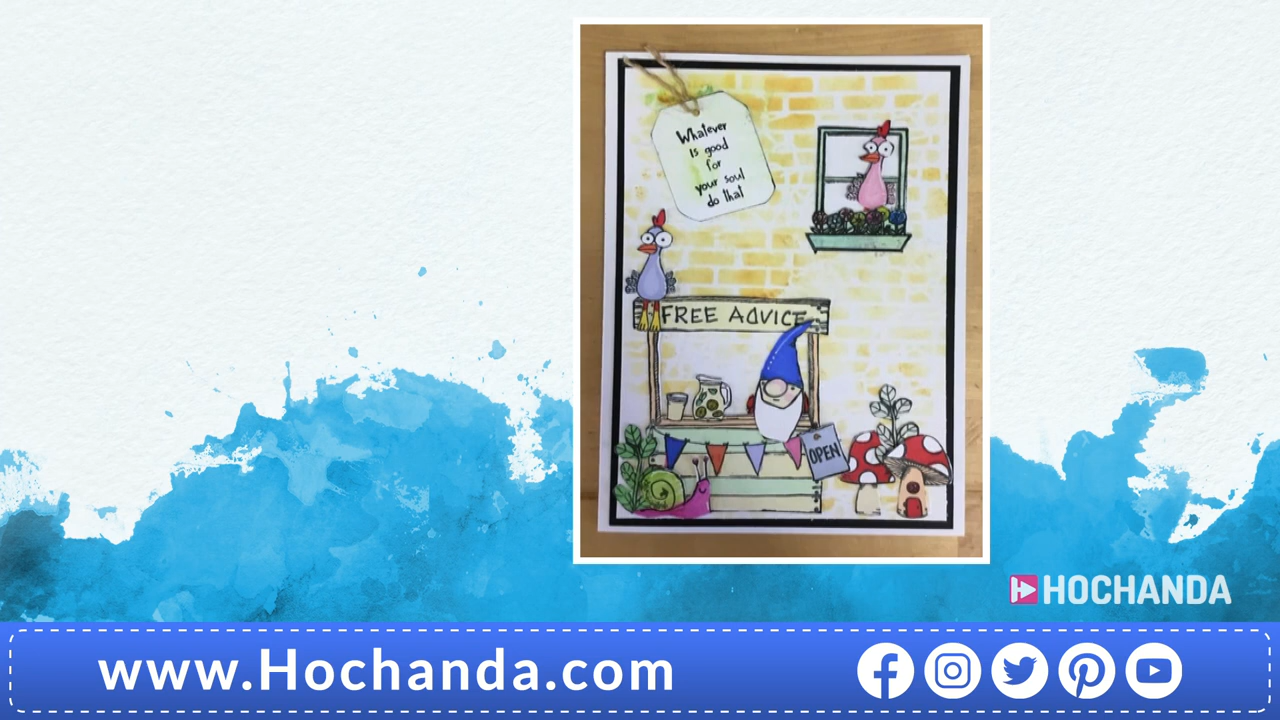 Whatever
is good
for
your soul
do that
FREE ADVICE
OPEN
HOCHANDA
www.Hochanda.com